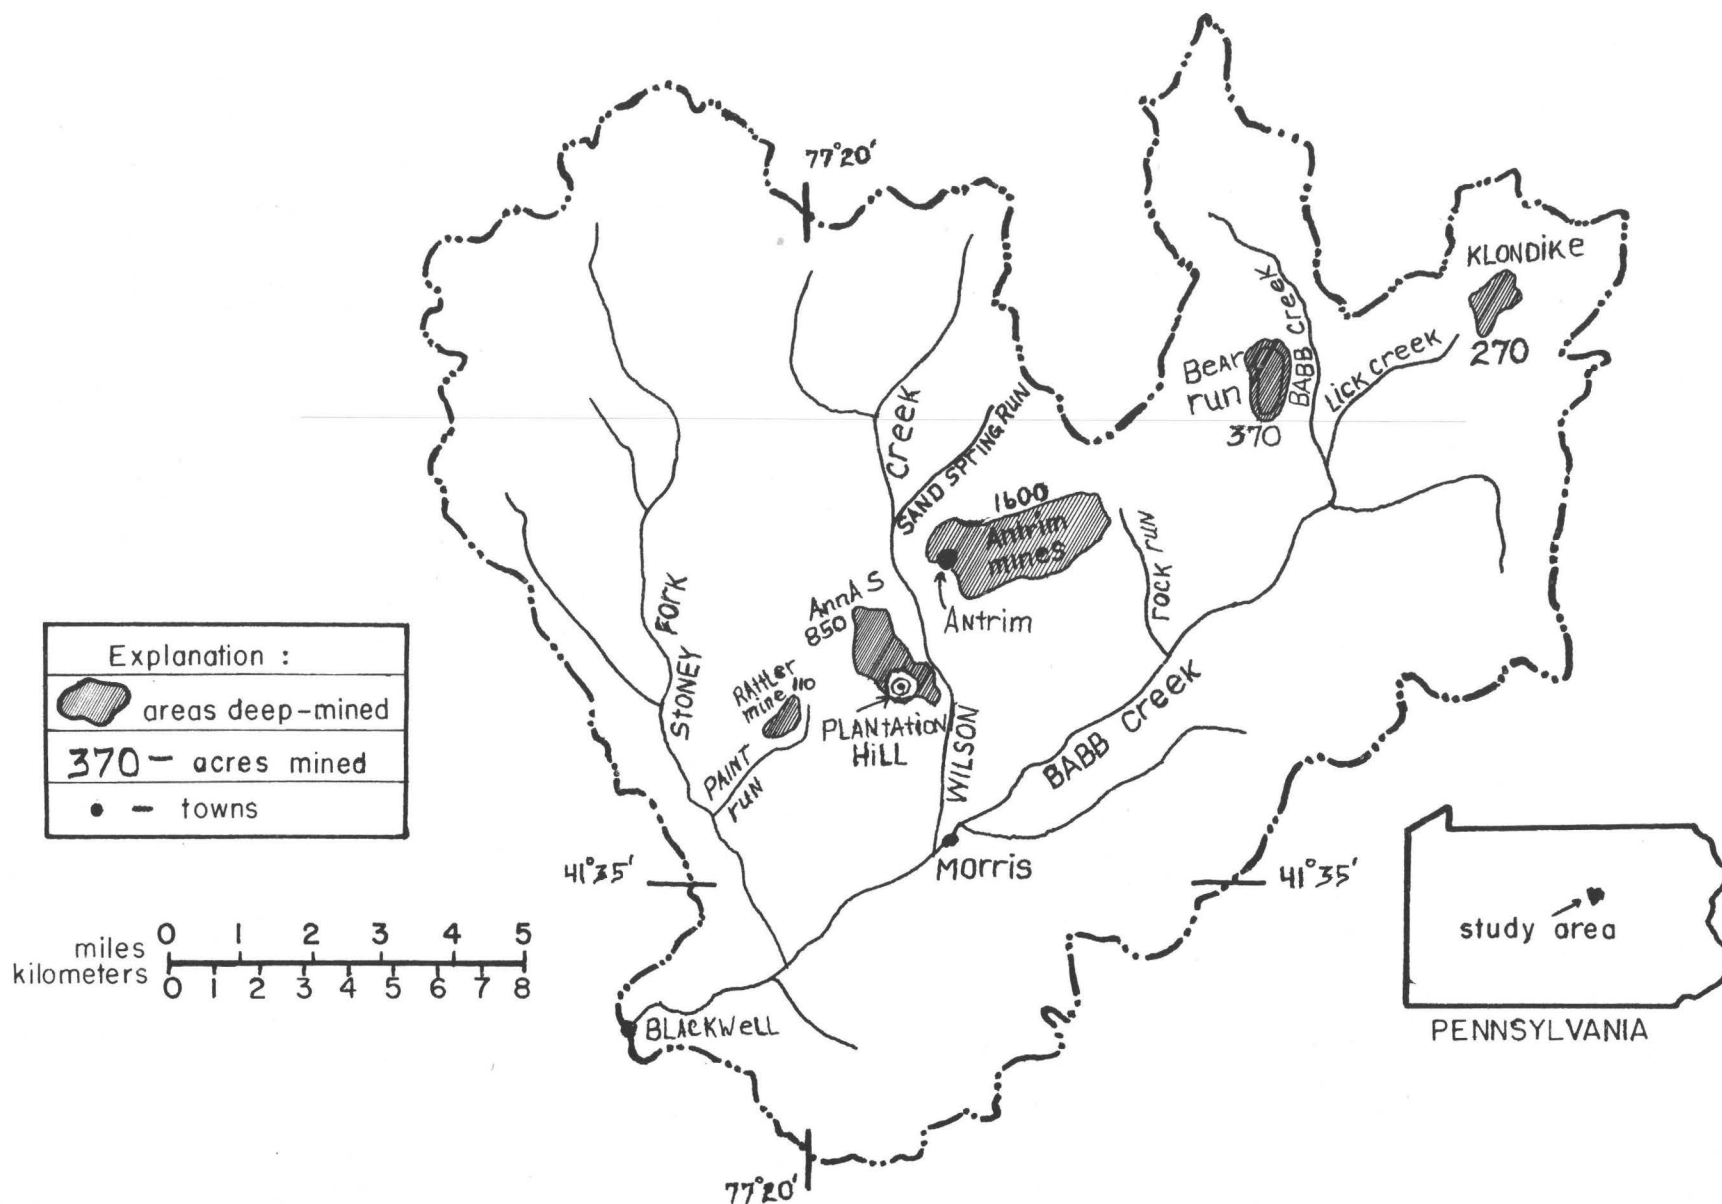 77°20'
KLONDIKE
270
BABB Creek
BeAr
run
370
LICK Creek
Creek
SAND SPRING RUN
1600
Antrim
mines
Antrim
rock run
AnnA S
850
STONEY FORK
RAttler
mine 110
PLANtAtion
HiLL
PAINT
run
WILSON
BABB Creek
Morris
41°35'
41°35'
BLAckWeLL
77°20'
Explanation :
areas deep-mined
370 — acres mined
— towns
miles
0 1 2 3 4 5
kilometers
0 1 2 3 4 5 6 7 8
study area
PENNSYLVANIA